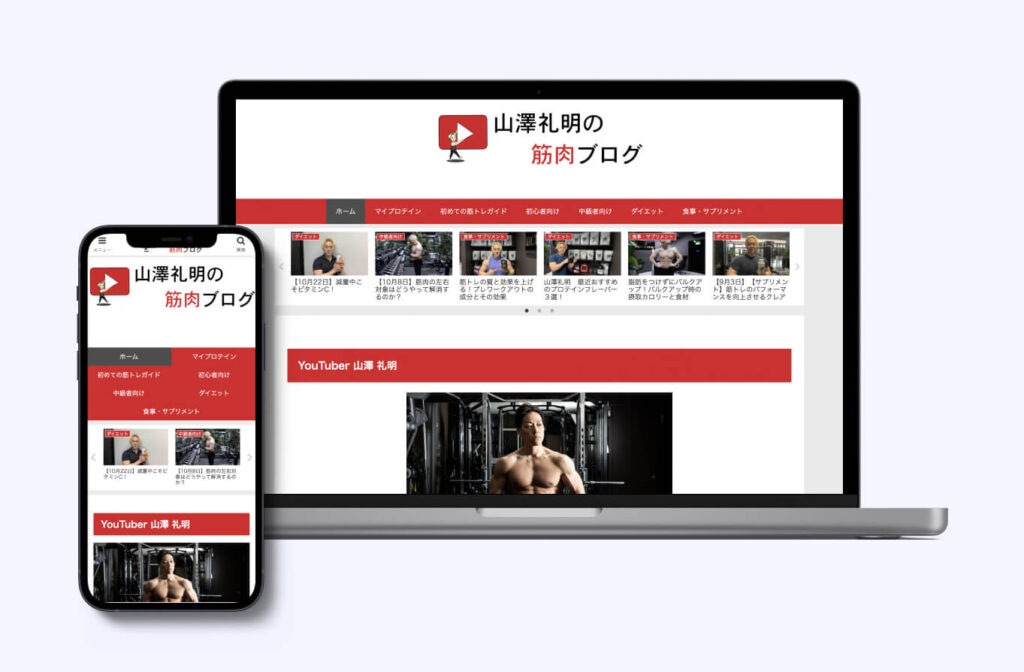 山澤礼明の
筋肉ブログ
ホーム
マイプロテイン
初めての筋トレガイド
初心者向け
中級者向け
ダイエット
食事・サプリメント
ダイエット
【10月22日】減量中こ
そビタミンC！
中級者向け
【10月8日】筋肉の左右
対象はどうやって解消す
るのか？
食事・サプリメント
筋トレの質と効果を上げ
る！プレワークアウトの
成分とその効果
ダイエット
山澤礼明　最近おすすめ
のプロテインフレーバー
３選！
食事・サプリメント
脂肪をつけずにバルクア
ップ！バルクアップ時の
摂取カロリーと食材
ダイエット
【9月3日】【サプリメン
ト】筋トレのパフォーマ
ンスを向上させるクレア
YouTuber 山澤 礼明
メニュー
筋肉ブログ
検索
山澤礼明の
筋肉ブログ
ホーム
マイプロテイン
初めての筋トレガイド
初心者向け
中級者向け
ダイエット
食事・サプリメント
ダイエット
【10月22日】減量中こそビ
タミンC！
中級者向け
【10月8日】筋肉の左右対
象はどうやって解消するの
か？
YouTuber 山澤 礼明